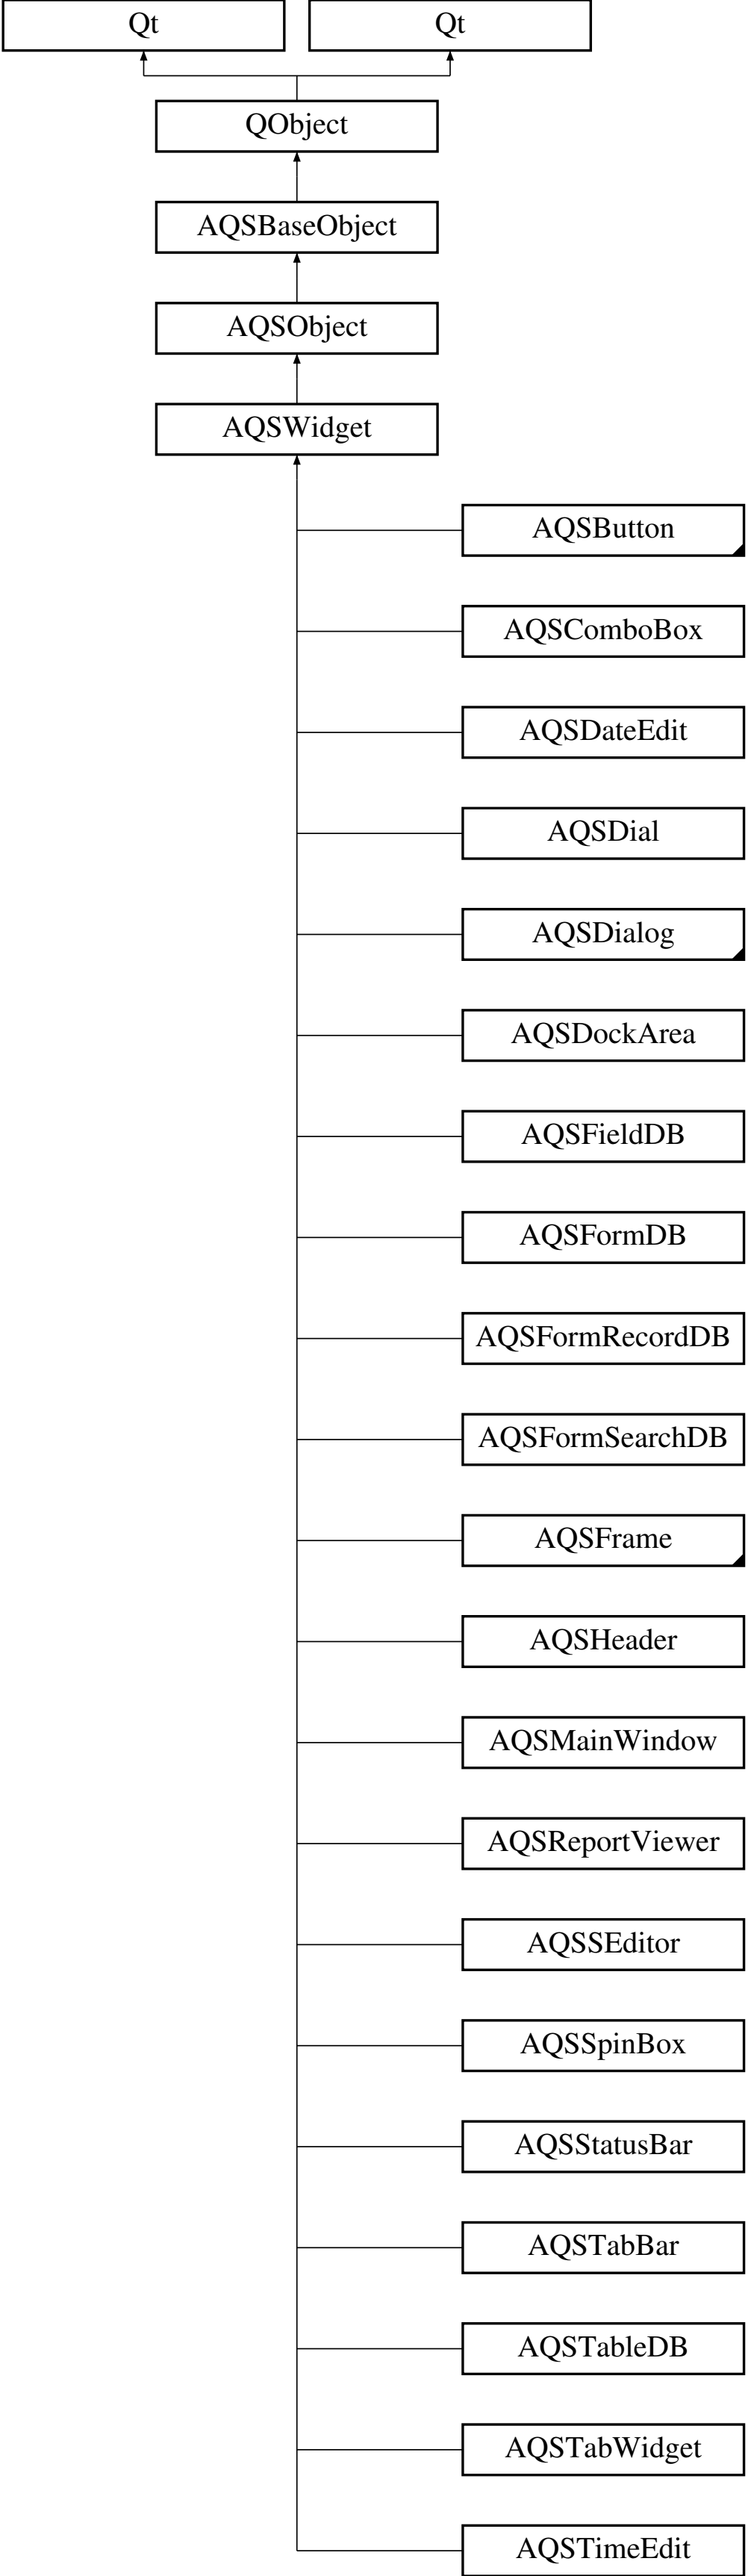 Qt
Qt
QObject
AQSBaseObject
AQSObject
AQSWidget
AQSButton
AQSComboBox
AQSDateEdit
AQSDial
AQSDialog
AQSDockArea
AQSFieldDB
AQSFormDB
AQSFormRecordDB
AQSFormSearchDB
AQSFrame
AQSHeader
AQSMainWindow
AQSReportViewer
AQSSEditor
AQSSpinBox
AQSStatusBar
AQSTabBar
AQSTableDB
AQSTabWidget
AQSTimeEdit